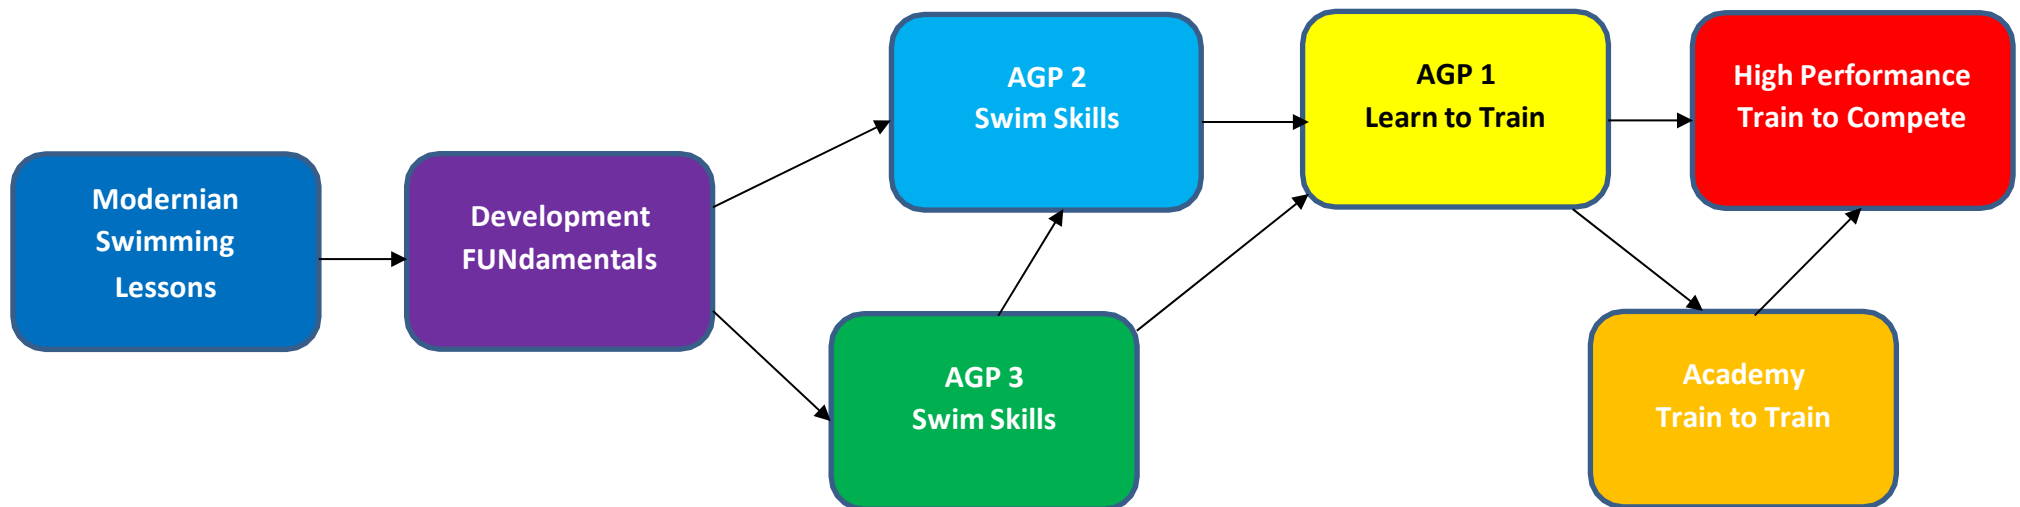 Modernian
Swimming
Lessons
Development
FUNdamentals
AGP 2
Swim Skills
AGP 3
Swim Skills
AGP 1
Learn to Train
High Performance
Train to Compete
Academy
Train to Train